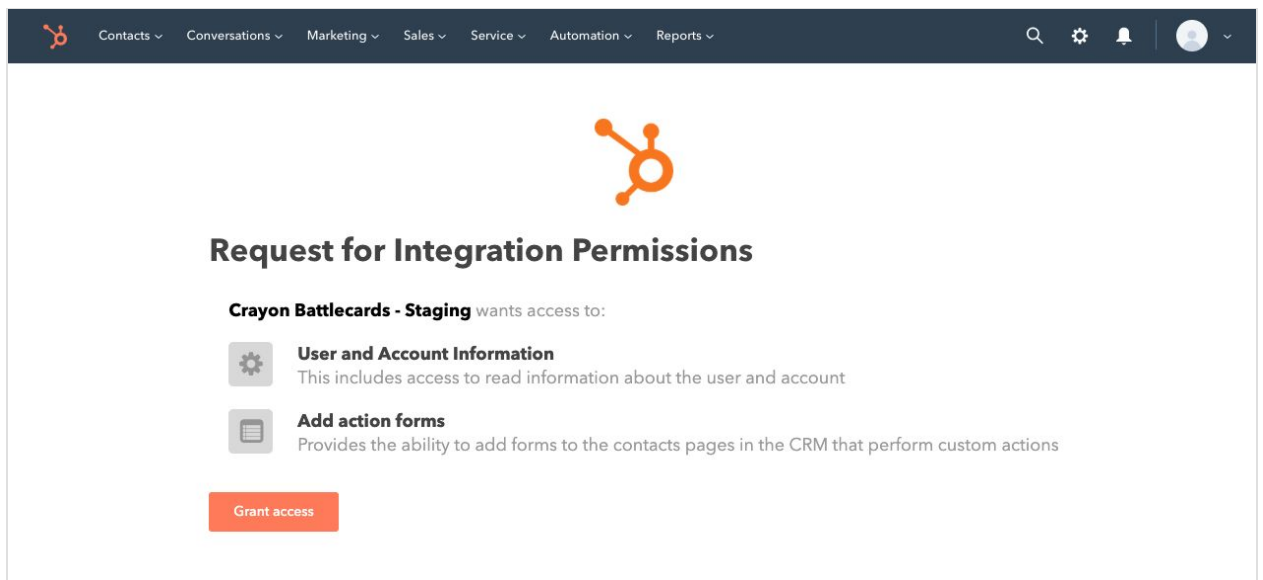 Contacts Conversations Marketing Sales Service Automation Reports
Request for Integration Permissions
Crayon Battlecards - Staging wants access to:
User and Account Information
This includes access to read information about the user and account
Add action forms
Provides the ability to add forms to the contacts pages in the CRM that perform custom actions
Grant access